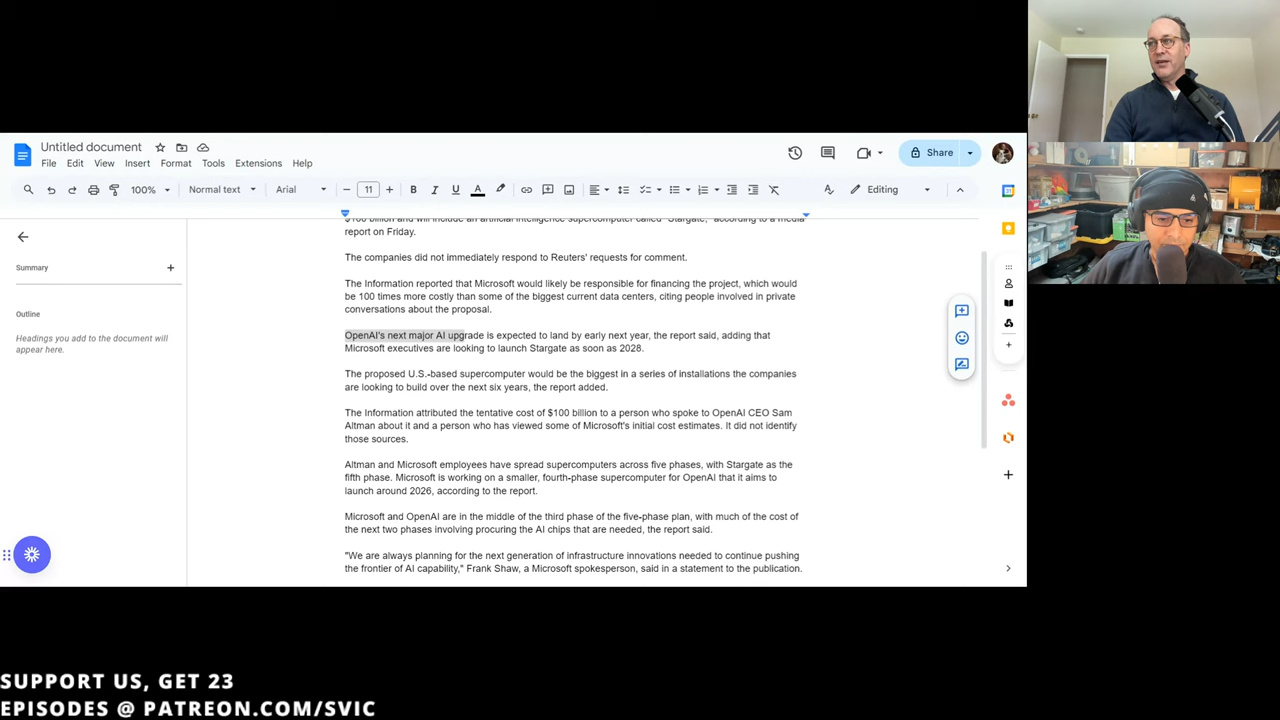 Untitled document
File Edit View Insert Format Tools Extensions Help
Share
100% Normal text Arial 11 Editing
Summary
Outline
Headings you add to the document will
appear here.
$100 billion and will include an artificial intelligence supercomputer called "Stargate," according to a media
report on Friday.
The companies did not immediately respond to Reuters' requests for comment.
The Information reported that Microsoft would likely be responsible for financing the project, which would
be 100 times more costly than some of the biggest current data centers, citing people involved in private
conversations about the proposal.
OpenAI's next major AI upgrade is expected to land by early next year, the report said, adding that
Microsoft executives are looking to launch Stargate as soon as 2028.
The proposed U.S.-based supercomputer would be the biggest in a series of installations the companies
are looking to build over the next six years, the report added.
The Information attributed the tentative cost of $100 billion to a person who spoke to OpenAI CEO Sam
Altman about it and a person who has viewed some of Microsoft's initial cost estimates. It did not identify
those sources.
Altman and Microsoft employees have spread supercomputers across five phases, with Stargate as the
fifth phase. Microsoft is working on a smaller, fourth-phase supercomputer for OpenAI that it aims to
launch around 2026, according to the report.
Microsoft and OpenAI are in the middle of the third phase of the five-phase plan, with much of the cost of
the next two phases involving procuring the AI chips that are needed, the report said.
"We are always planning for the next generation of infrastructure innovations needed to continue pushing
the frontier of AI capability," Frank Shaw, a Microsoft spokesperson, said in a statement to the publication.
SUPPORT US, GET 23
EPISODES @ PATREON.COM/SVIC